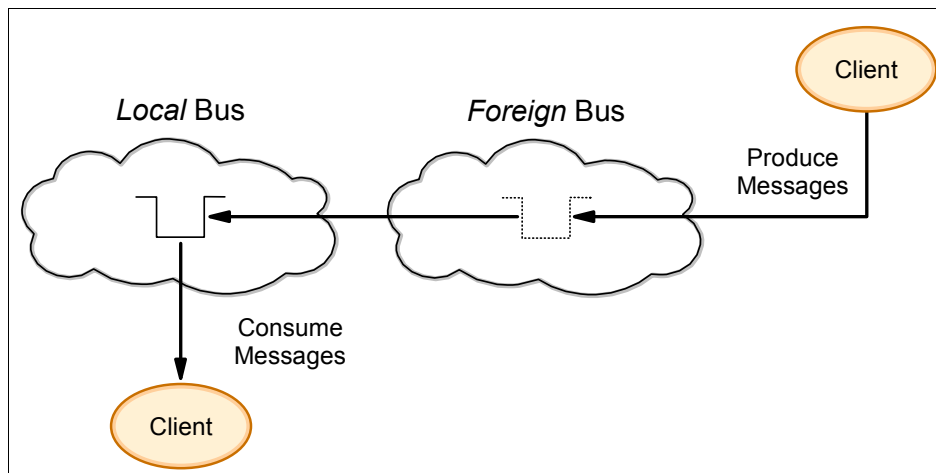 Client
Local Bus
Foreign Bus
Produce
Messages
Consume
Messages
Client